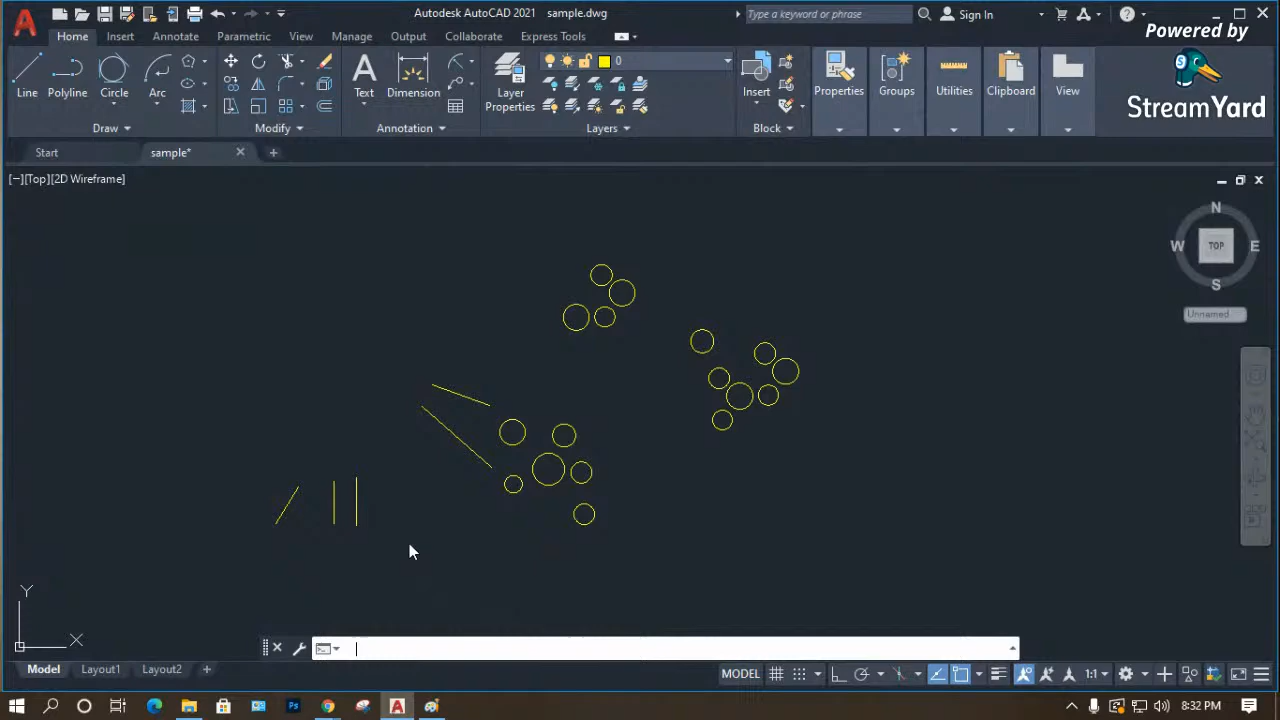 Autodesk AutoCAD 2021 sample.dwg
Type a keyword or phrase
Sign In
Powered by
StreamYard
Home Insert Annotate Parametric View Manage Output Collaborate Express Tools
0
Line Polyline Circle Arc Text Dimension Layer Properties Insert Properties Groups Utilities Clipboard View
Draw Modify Annotation Layers Block
Start sample*
[−][Top][2D Wireframe]
N
W TOP E
S
Unnamed
Y
X
Model Layout1 Layout2
MODEL 1:1
8:32 PM